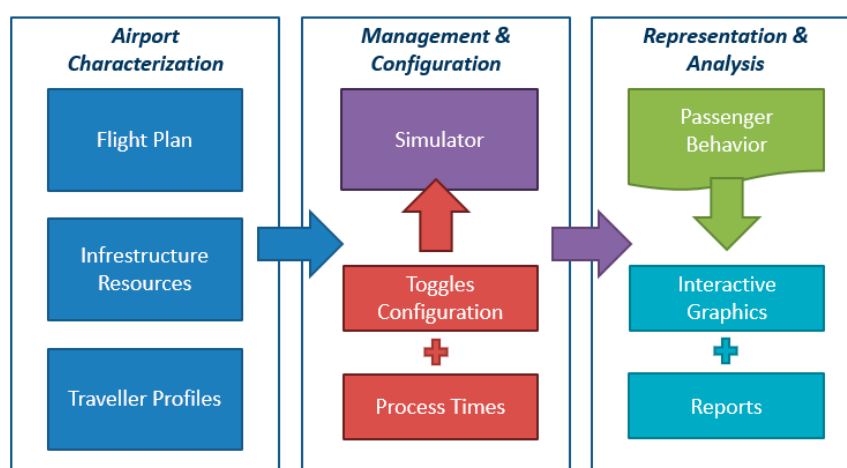 Airport
Characterization
Flight Plan
Infrestructure
Resources
Traveller Profiles
Management &
Configuration
Simulator
Toggles
Configuration
Process Times
Representation &
Analysis
Passenger
Behavior
Interactive
Graphics
Reports